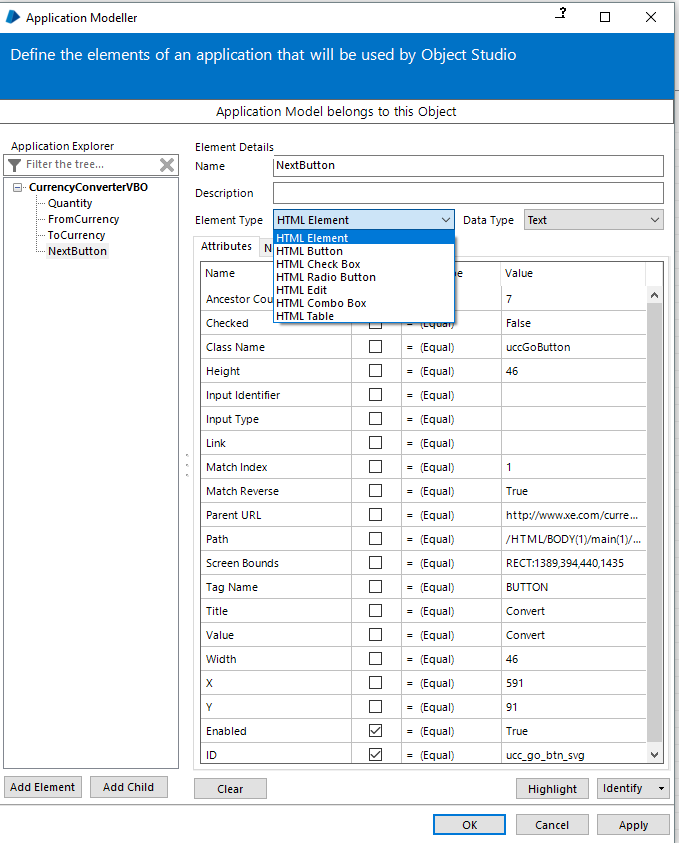 Application Modeller
Define the elements of an application that will be used by Object Studio
Application Model belongs to this Object
Application Explorer
Filter the tree...
CurrencyConverterVBO
Quantity
FromCurrency
ToCurrency
NextButton
Add Element Add Child
Element Details
Name NextButton
Description
Element Type HTML Element Data Type Text
HTML Element
HTML Button
HTML Check Box
HTML Radio Button
HTML Edit
HTML Combo Box
HTML Table
Attributes N
Name pe Value
Ancestor Cou 7
Checked = (Equal) False
Class Name = (Equal) uccGoButton
Height = (Equal) 46
Input Identifier = (Equal)
Input Type = (Equal)
Link = (Equal)
Match Index = (Equal) 1
Match Reverse = (Equal) True
Parent URL = (Equal) http://www.xe.com/curre...
Path = (Equal) /HTML/BODY(1)/main(1)/...
Screen Bounds = (Equal) RECT:1389,394,440,1435
Tag Name = (Equal) BUTTON
Title = (Equal) Convert
Value = (Equal) Convert
Width = (Equal) 46
X = (Equal) 591
Y = (Equal) 91
Enabled = (Equal) True
ID = (Equal) ucc_go_btn_svg
Clear Highlight Identify
OK Cancel Apply